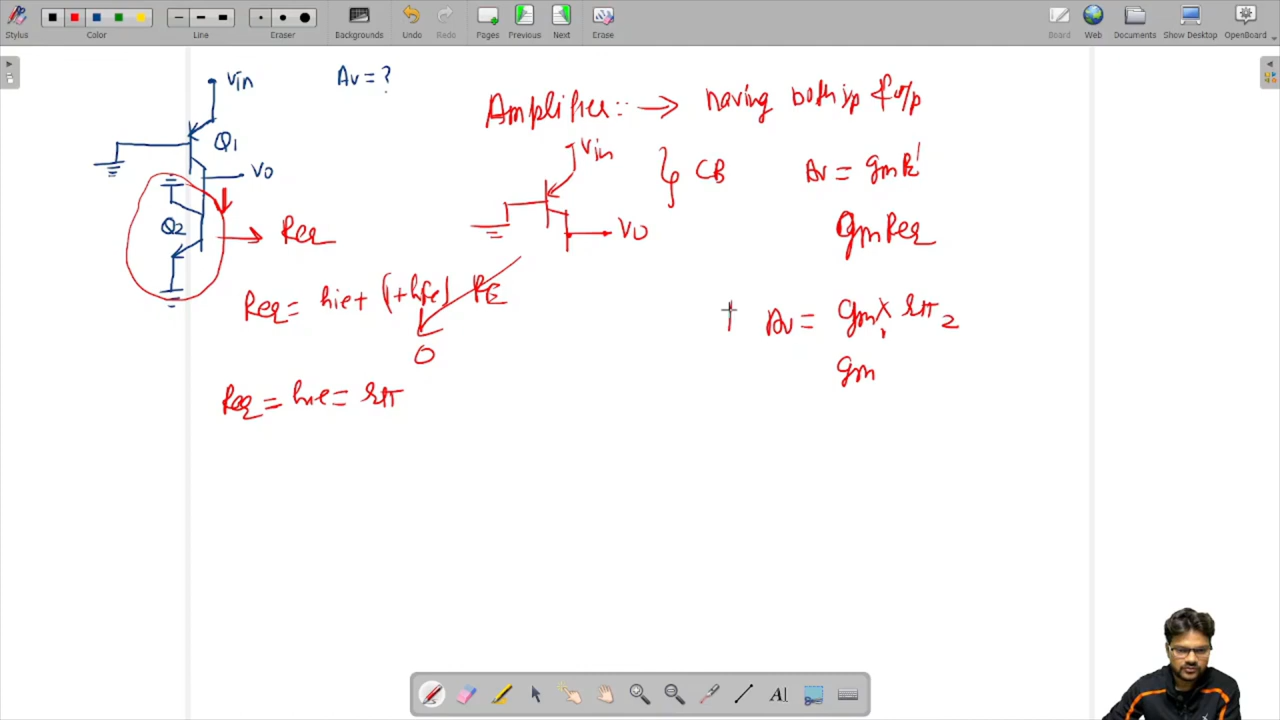 Stylus
Color
Line
Eraser
Backgrounds
Undo
Redo
Pages
Previous
Next
Erase
Board
Web
Documents
Show Desktop
OpenBoard
Vin
Av = ?
Q1
Vo
Q2
Req
Req = hie + (1+hfe) RE
0
Req = hie = rπ
Amplifier :: → having both i/p & o/p
Vin
} CB
Vo
Av = gmR'
gmReq
Av = gm1 x rπ2
gm